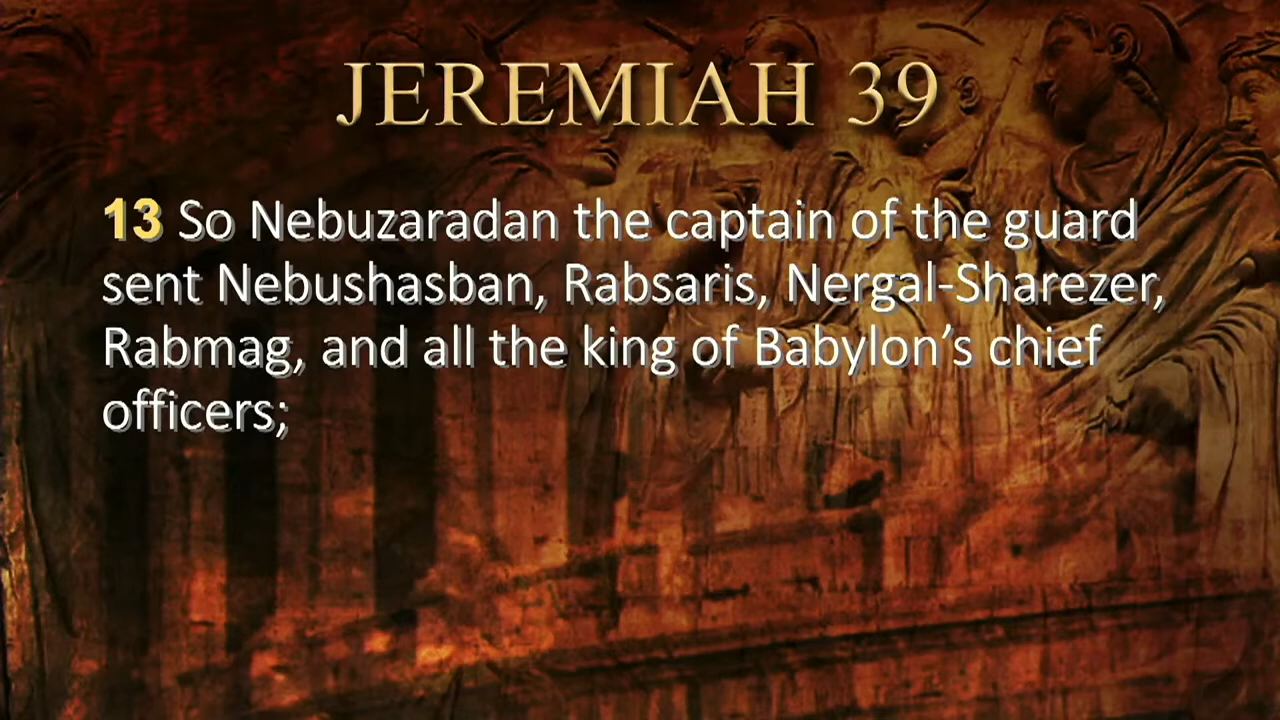 JEREMIAH 39
13 So Nebuzaradan the captain of the guard
sent Nebushasban, Rabsaris, Nergal-Sharezer,
Rabmag, and all the king of Babylon’s chief
officers;